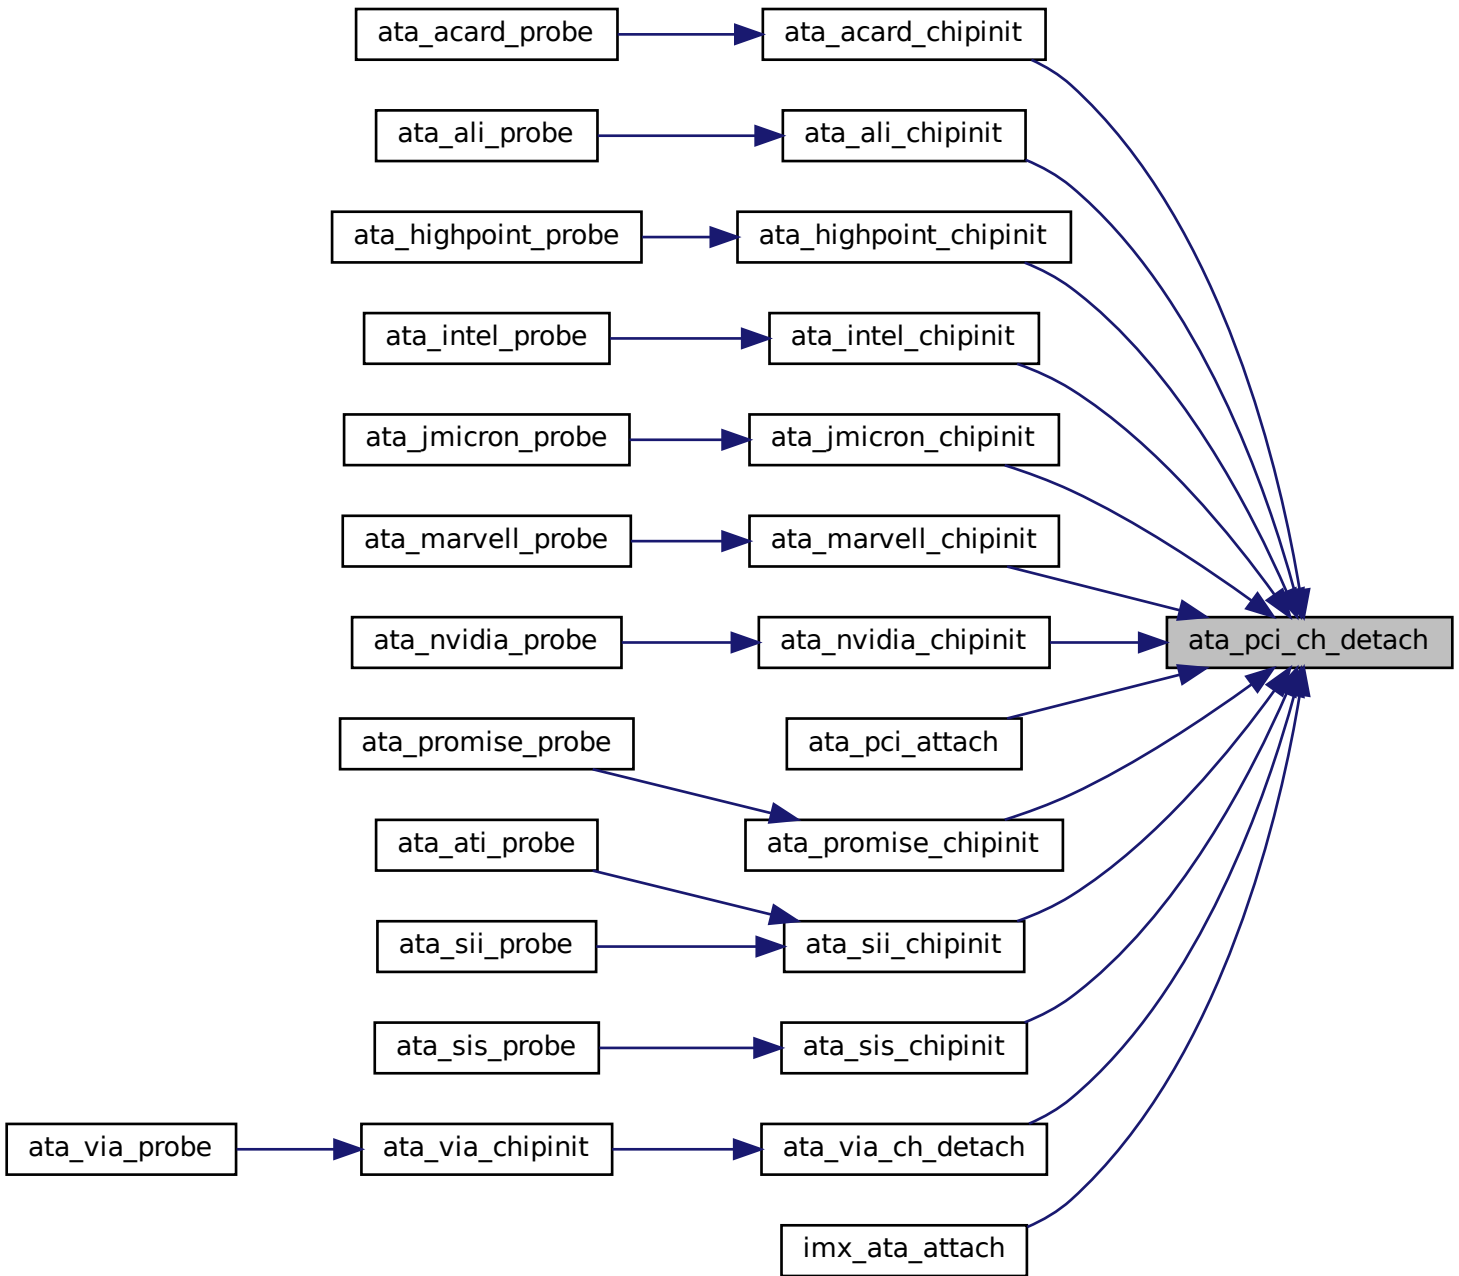 ata_acard_probe
ata_acard_chipinit
ata_ali_probe
ata_ali_chipinit
ata_highpoint_probe
ata_highpoint_chipinit
ata_intel_probe
ata_intel_chipinit
ata_jmicron_probe
ata_jmicron_chipinit
ata_marvell_probe
ata_marvell_chipinit
ata_nvidia_probe
ata_nvidia_chipinit
ata_pci_ch_detach
ata_promise_probe
ata_pci_attach
ata_ati_probe
ata_promise_chipinit
ata_sii_probe
ata_sii_chipinit
ata_sis_probe
ata_sis_chipinit
ata_via_probe
ata_via_chipinit
ata_via_ch_detach
imx_ata_attach